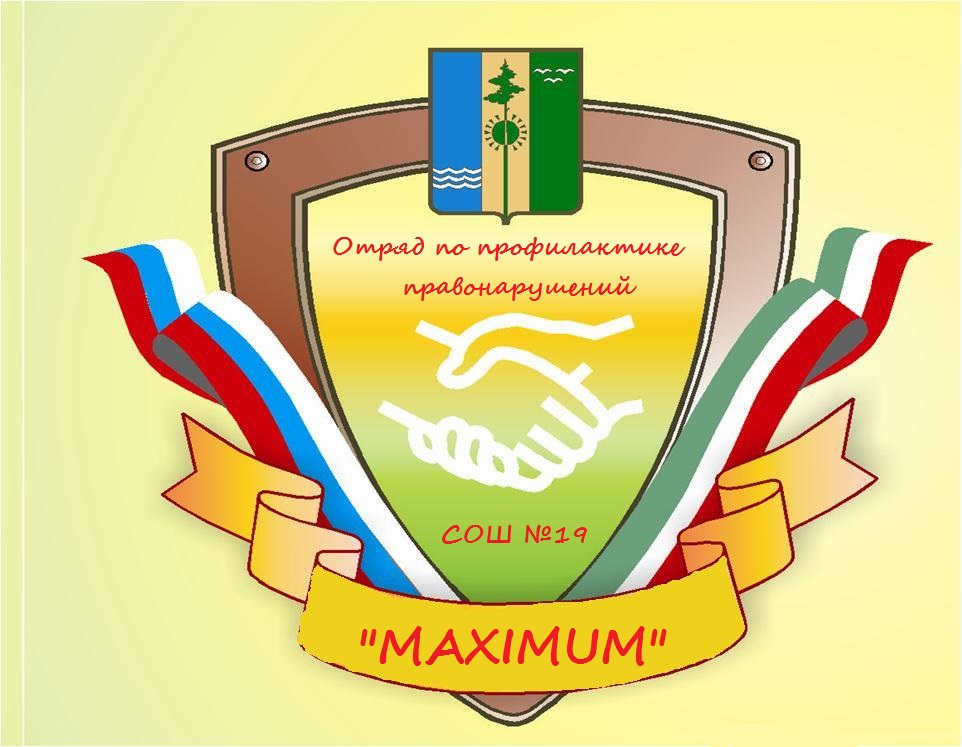 Отряд по профилактике
правонарушений
СОШ №19
"MAXIMUM"